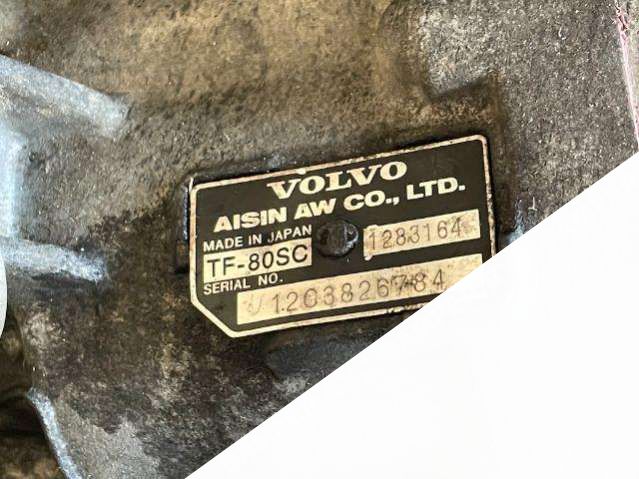 VOLVO
AISIN AW CO., LTD.
MADE IN JAPAN
TF-80SC 1283164
SERIAL NO.
1203826784